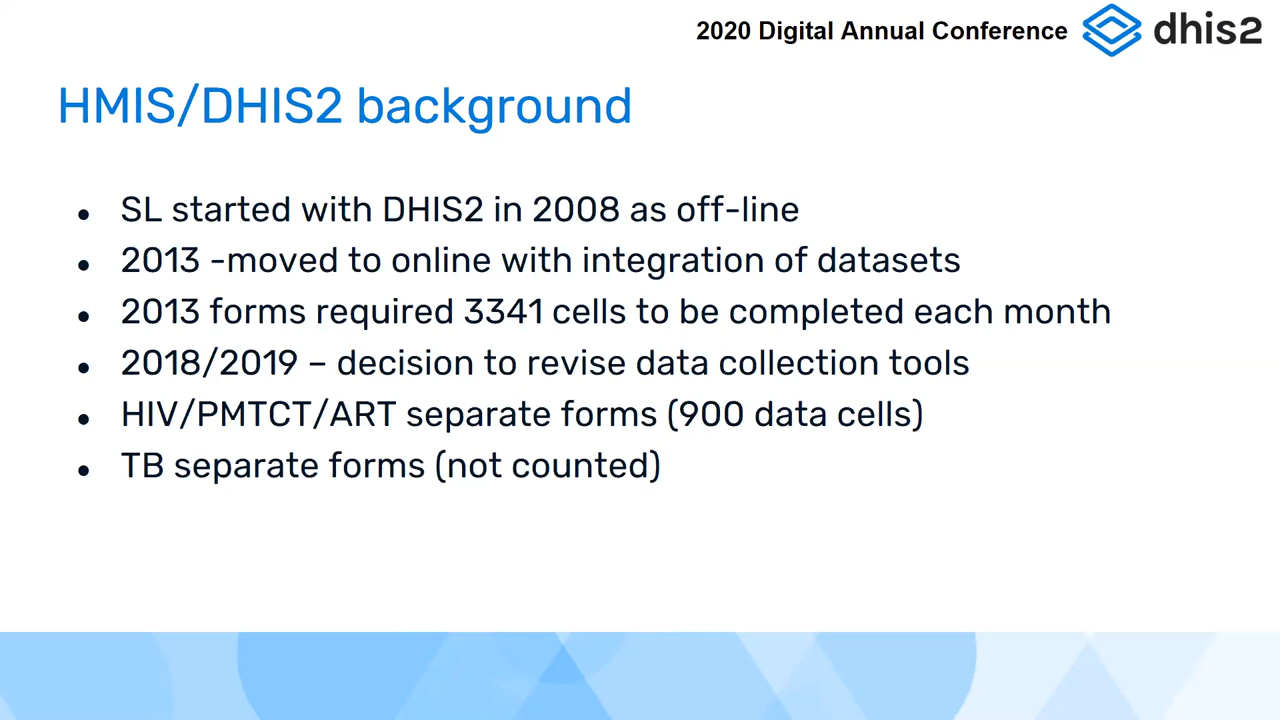 2020 Digital Annual Conference dhis2
HMIS/DHIS2 background
• SL started with DHIS2 in 2008 as off-line
• 2013 -moved to online with integration of datasets
• 2013 forms required 3341 cells to be completed each month
• 2018/2019 – decision to revise data collection tools
• HIV/PMTCT/ART separate forms (900 data cells)
• TB separate forms (not counted)